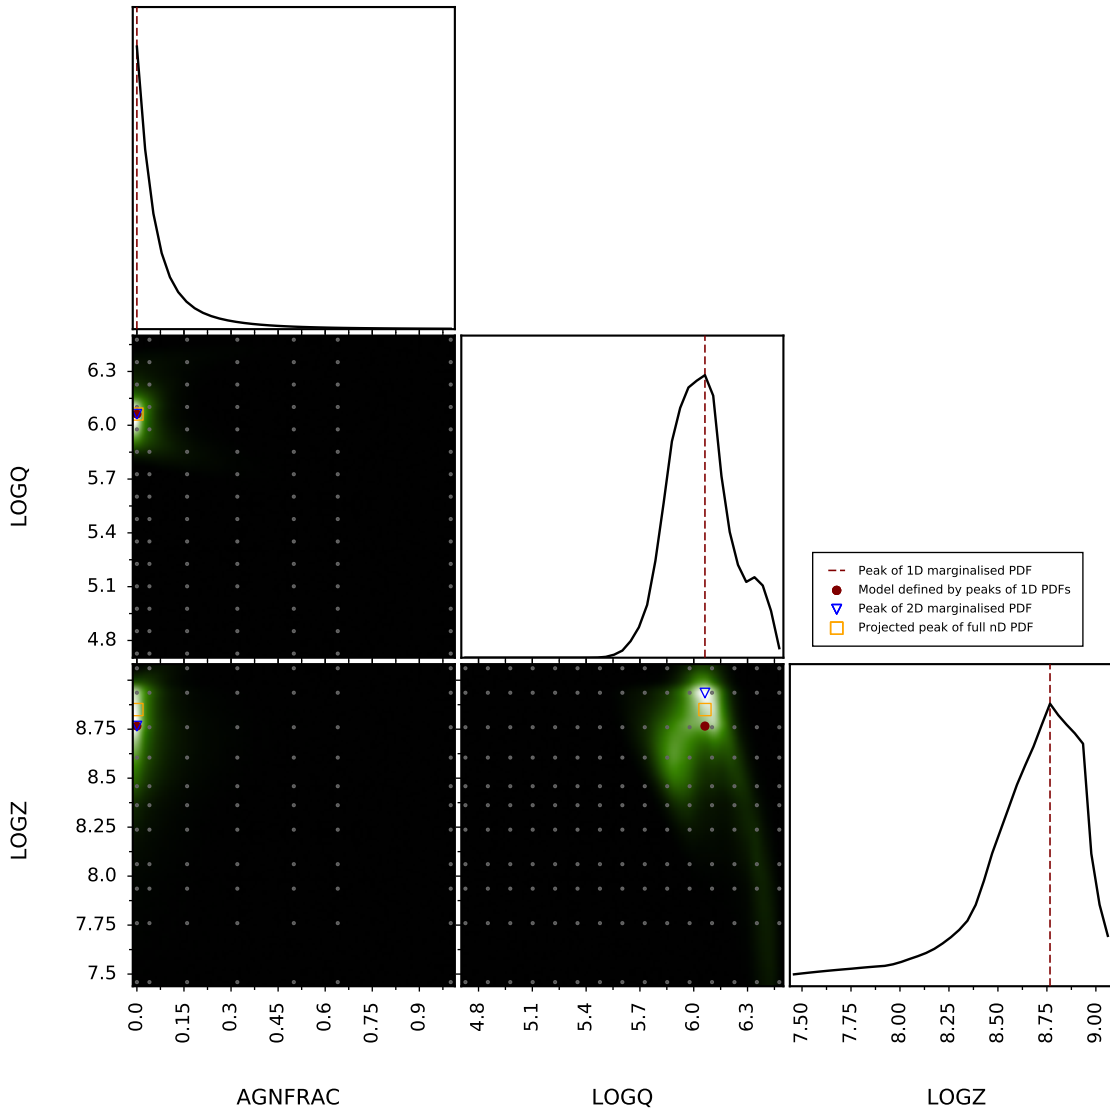 6.3
6.0
5.7
5.4
5.1
4.8
LOGQ
Peak of 1D marginalised PDF
Model defined by peaks of 1D PDFs
Peak of 2D marginalised PDF
Projected peak of full nD PDF
8.75
8.5
8.25
8.0
7.75
7.5
LOGZ
0.0 0.15 0.3 0.45 0.6 0.75 0.9
4.8 5.1 5.4 5.7 6.0 6.3
7.50 7.75 8.00 8.25 8.50 8.75 9.00
AGNFRAC LOGQ LOGZ